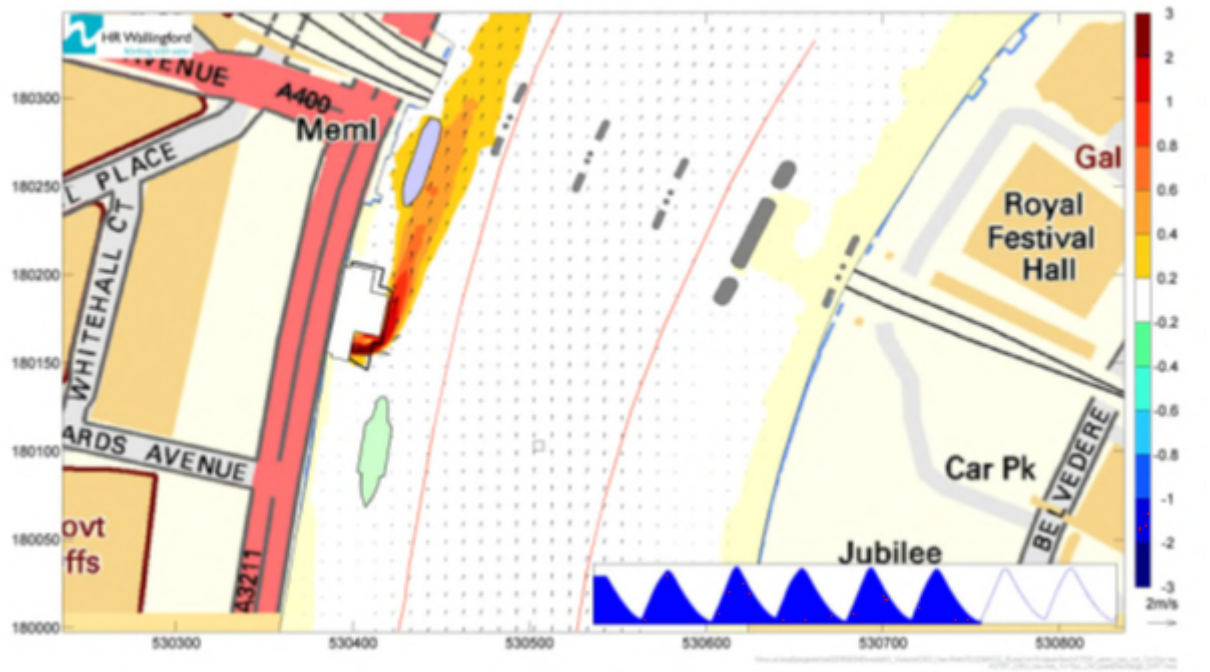 HR Wallingford
Working with water
AVENUE
A400
Meml
L PLACE
WHITEHALL CT
ARDS AVENUE
ovt
ffs
A3211
Gal
Royal
Festival
Hall
Car Pk
BELVEDERE
Jubilee
180300
180250
180200
180150
180100
180050
180000
530300
530400
530500
530600
530700
530800
3
2
1
0.8
0.6
0.4
0.2
-0.2
-0.4
-0.6
-0.8
-1
-2
-3
2m/s